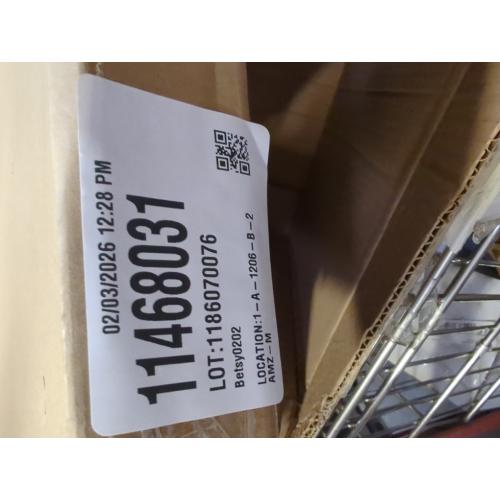 02/03/2026 12:28 PM
11468031
LOT:1186070076
Betsy0202
LOCATION:1-A-1206-B-2
AMZ-M